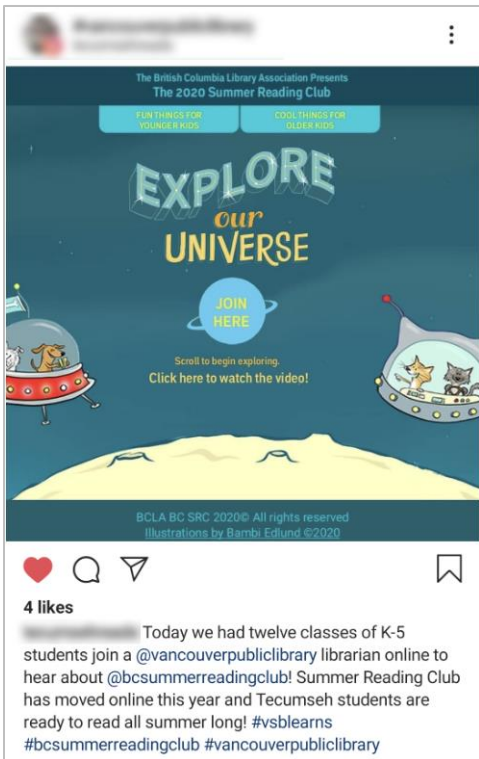 The British Columbia Library Association Presents
The 2020 Summer Reading Club
FUN THINGS FOR
YOUNGER KIDS
COOL THINGS FOR
OLDER KIDS
EXPLORE
our
UNIVERSE
JOIN
HERE
Scroll to begin exploring.
Click here to watch the video!
BCLA BC SRC 2020© All rights reserved
Illustrations by Bambi Edlund ©2020
4 likes
Today we had twelve classes of K-5
students join a @vancouverpubliclibrary librarian online to
hear about @bcsummerreadingclub! Summer Reading Club
has moved online this year and Tecumseh students are
ready to read all summer long! #vsblearns
#bcsummerreadingclub #vancouverpubliclibrary